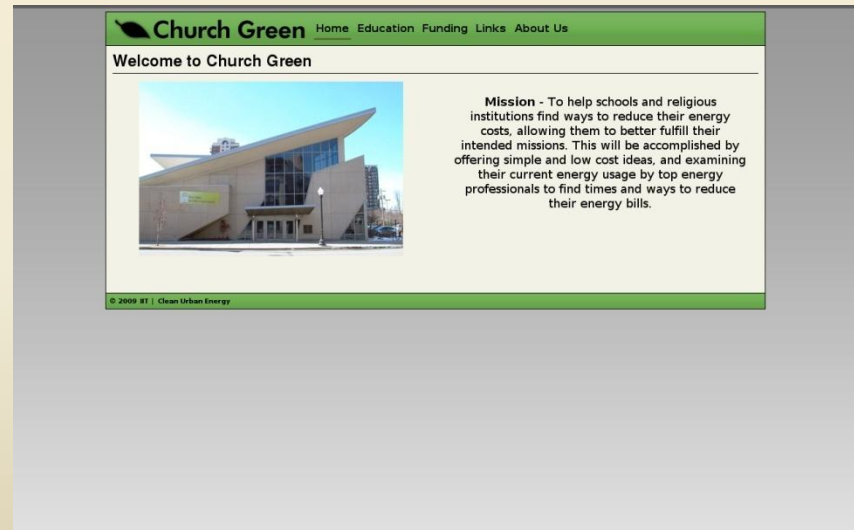 Church Green Home Education Funding Links About Us
Welcome to Church Green
Mission - To help schools and religious
institutions find ways to reduce their energy
costs, allowing them to better fulfill their
intended missions. This will be accomplished by
offering simple and low cost ideas, and examining
their current energy usage by top energy
professionals to find times and ways to reduce
their energy bills.
© 2009 IIT | Clean Urban Energy